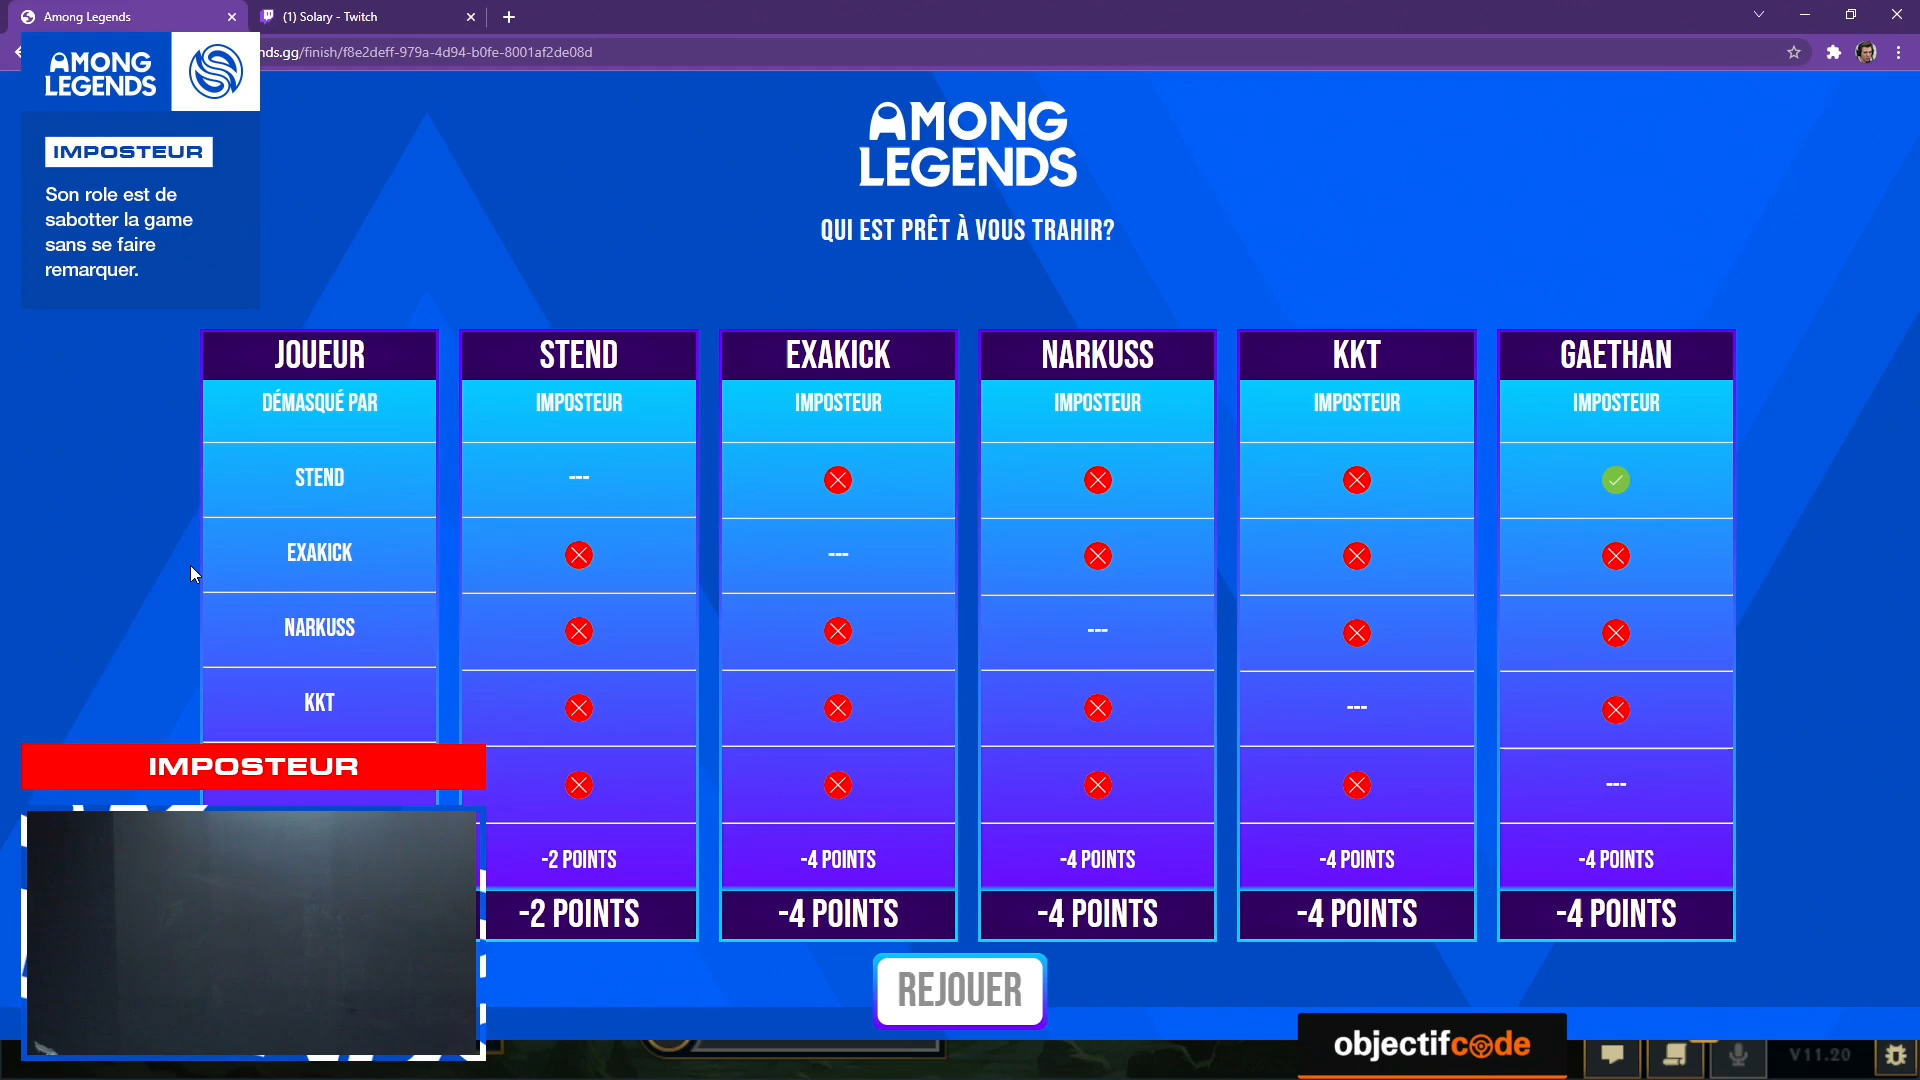 Among Legends
(1) Solary - Twitch
nds.gg/finish/f8e2deff-979a-4d94-b0fe-8001af2de08d
AMONG
LEGENDS
IMPOSTEUR
Son role est de
sabotter la game
sans se faire
remarquer.
AMONG
LEGENDS
QUI EST PRÊT À VOUS TRAHIR?
JOUEUR STEND EXAKICK NARKUSS KKT GAETHAN
DÉMASQUÉ PAR IMPOSTEUR IMPOSTEUR IMPOSTEUR IMPOSTEUR IMPOSTEUR
STEND ---
EXAKICK ---
NARKUSS ---
KKT ---
IMPOSTEUR
---
-2 POINTS -4 POINTS -4 POINTS -4 POINTS -4 POINTS
-2 POINTS -4 POINTS -4 POINTS -4 POINTS -4 POINTS
REJOUER
objectifcode
V11.20